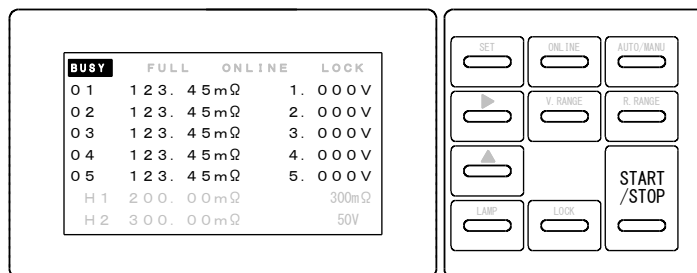 BUSY FULL ONLINE LOCK
01 123.45mΩ 1.000V
02 123.45mΩ 2.000V
03 123.45mΩ 3.000V
04 123.45mΩ 4.000V
05 123.45mΩ 5.000V
H1 200.00mΩ 300mΩ
H2 300.00mΩ 50V
SET ONLINE AUTO/MANU
V.RANGE R.RANGE
START
/STOP
LAMP LOCK